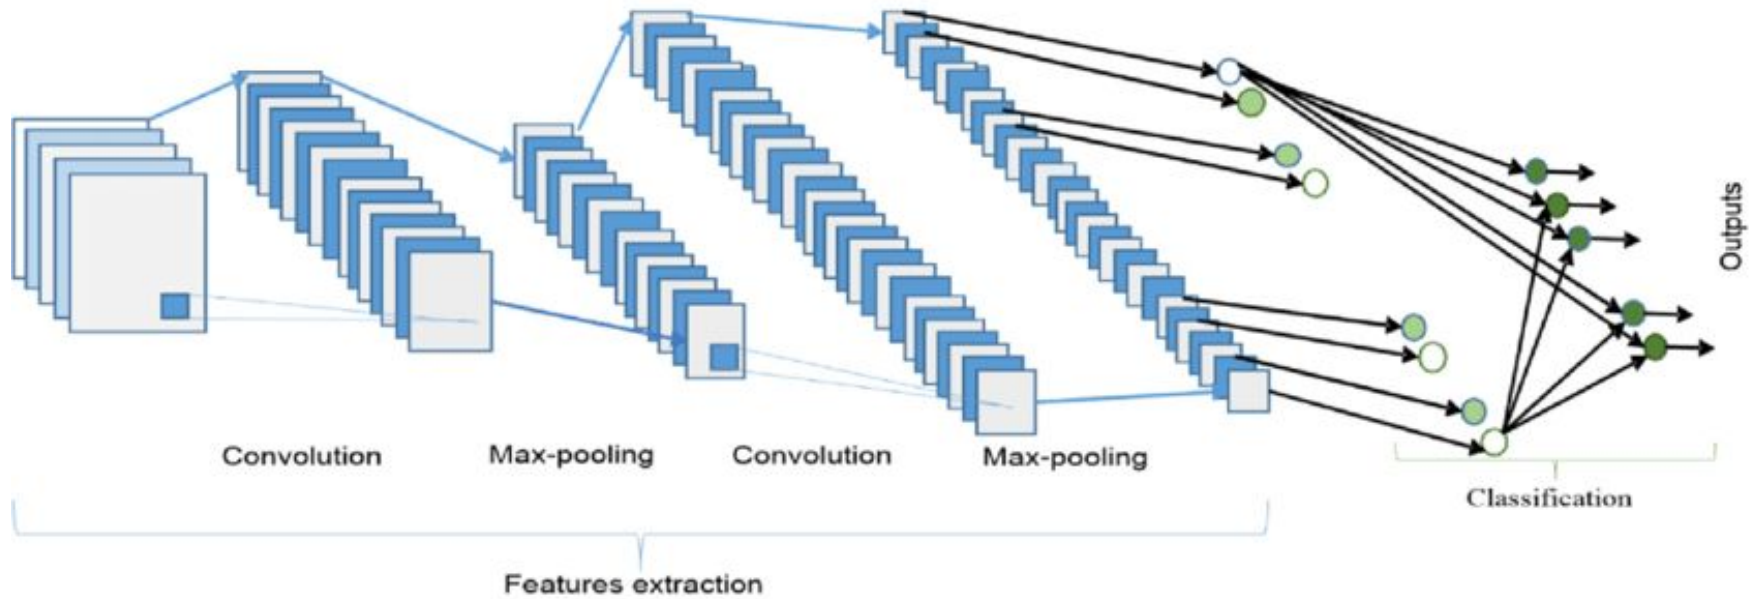 Outputs
Convolution
Max-pooling
Convolution
Max-pooling
Classification
Features extraction